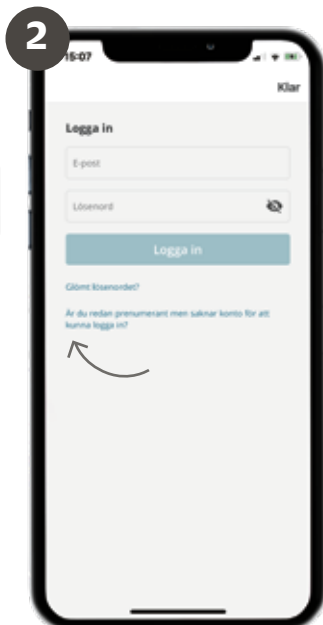 2
15:07
Klar
Logga in
E-post
Lösenord
Logga in
Glömt lösenordet?
Är du redan prenumerant men saknar konto för att
kunna logga in?